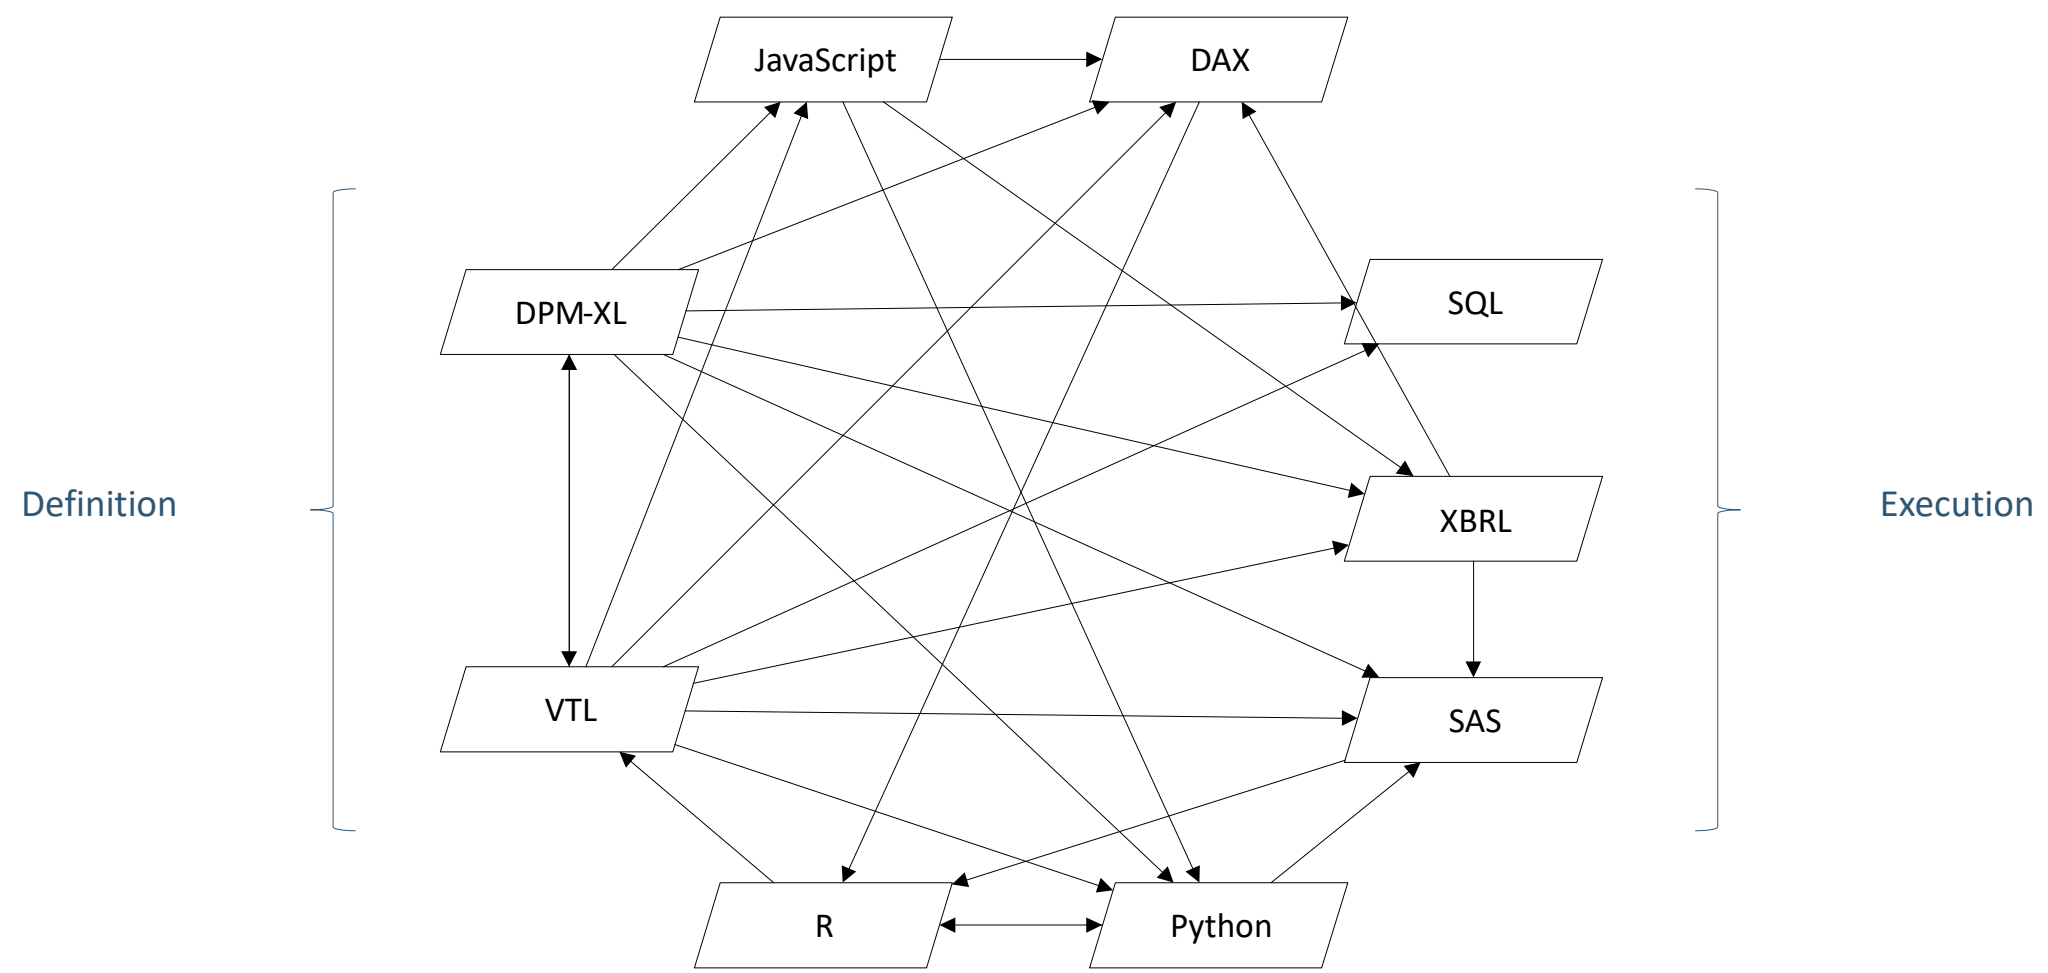 JavaScript
DAX
DPM-XL
SQL
Definition
XBRL
Execution
VTL
SAS
R
Python